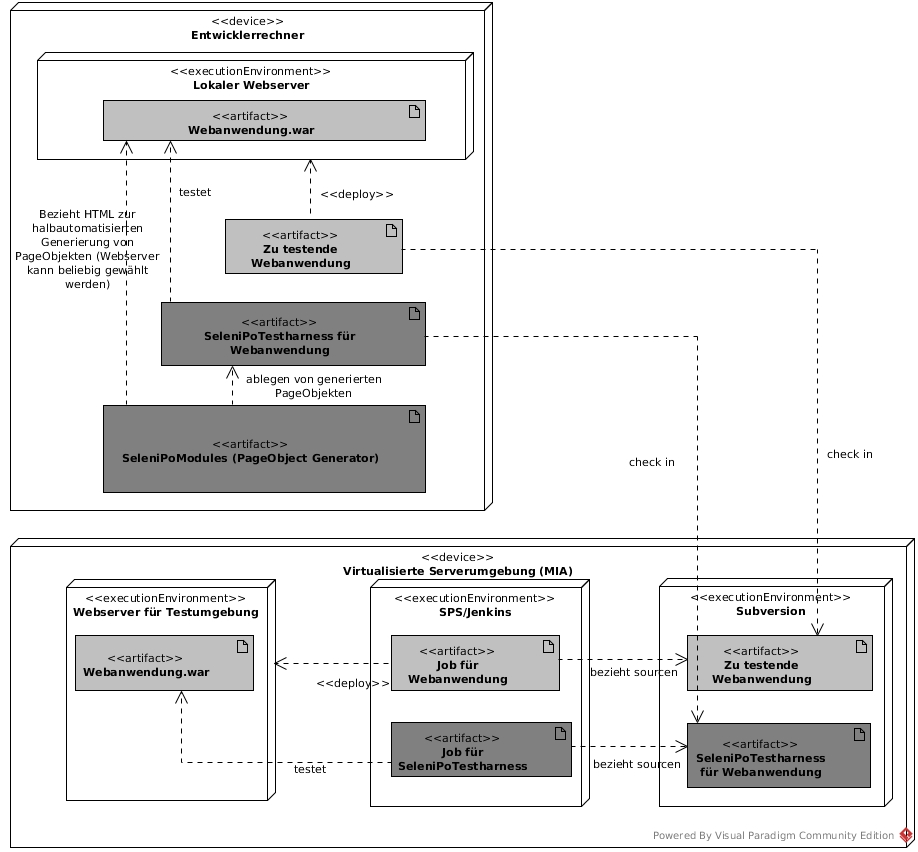 <<device>>
Entwicklerrechner
<<executionEnvironment>>
Lokaler Webserver
<<artifact>>
Webanwendung.war
testet
<<deploy>>
Bezieht HTML zur
halbautomatisierten
Generierung von
PageObjekten (Webserver
kann beliebig gewählt
werden)
<<artifact>>
Zu testende
Webanwendung
<<artifact>>
SeleniPoTestharness für
Webanwendung
ablegen von generierten
PageObjekten
<<artifact>>
SeleniPoModules (PageObject Generator)
check in
check in
<<device>>
Virtualisierte Serverumgebung (MIA)
<<executionEnvironment>>
Webserver für Testumgebung
<<artifact>>
Webanwendung.war
<<deploy>>
testet
<<executionEnvironment>>
SPS/Jenkins
<<artifact>>
Job für
Webanwendung
<<artifact>>
Job für
SeleniPoTestharness
bezieht sourcen
bezieht sourcen
<<executionEnvironment>>
Subversion
<<artifact>>
Zu testende
Webanwendung
<<artifact>>
SeleniPoTestharness
für Webanwendung
Powered By Visual Paradigm Community Edition